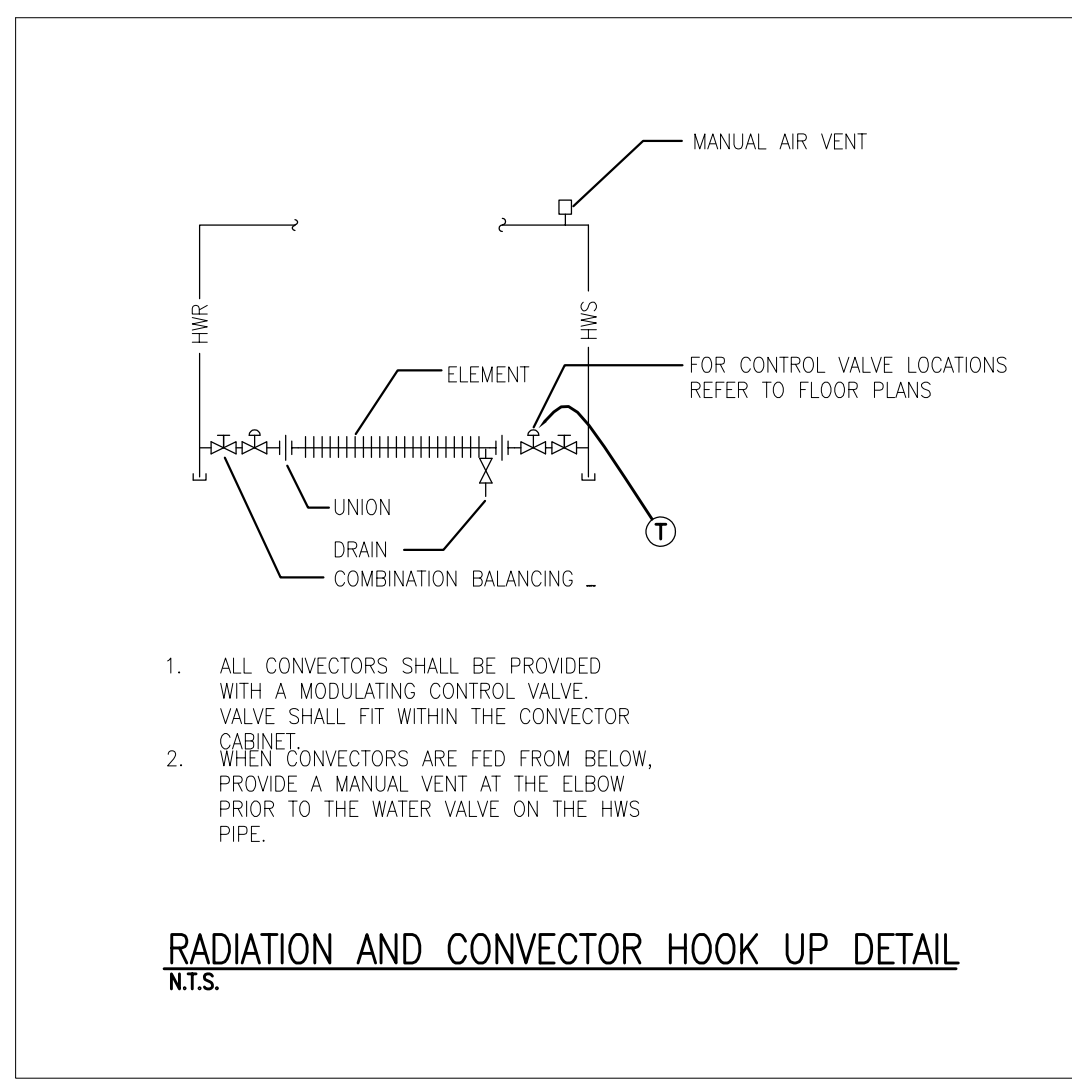 MANUAL AIR VENT
HWR
HWS
ELEMENT
FOR CONTROL VALVE LOCATIONS
REFER TO FLOOR PLANS
UNION
T
DRAIN
COMBINATION BALANCING _
1. ALL CONVECTORS SHALL BE PROVIDED
WITH A MODULATING CONTROL VALVE.
VALVE SHALL FIT WITHIN THE CONVECTOR
CABINET.
2. WHEN CONVECTORS ARE FED FROM BELOW,
PROVIDE A MANUAL VENT AT THE ELBOW
PRIOR TO THE WATER VALVE ON THE HWS
PIPE.
RADIATION AND CONVECTOR HOOK UP DETAIL
N.T.S.